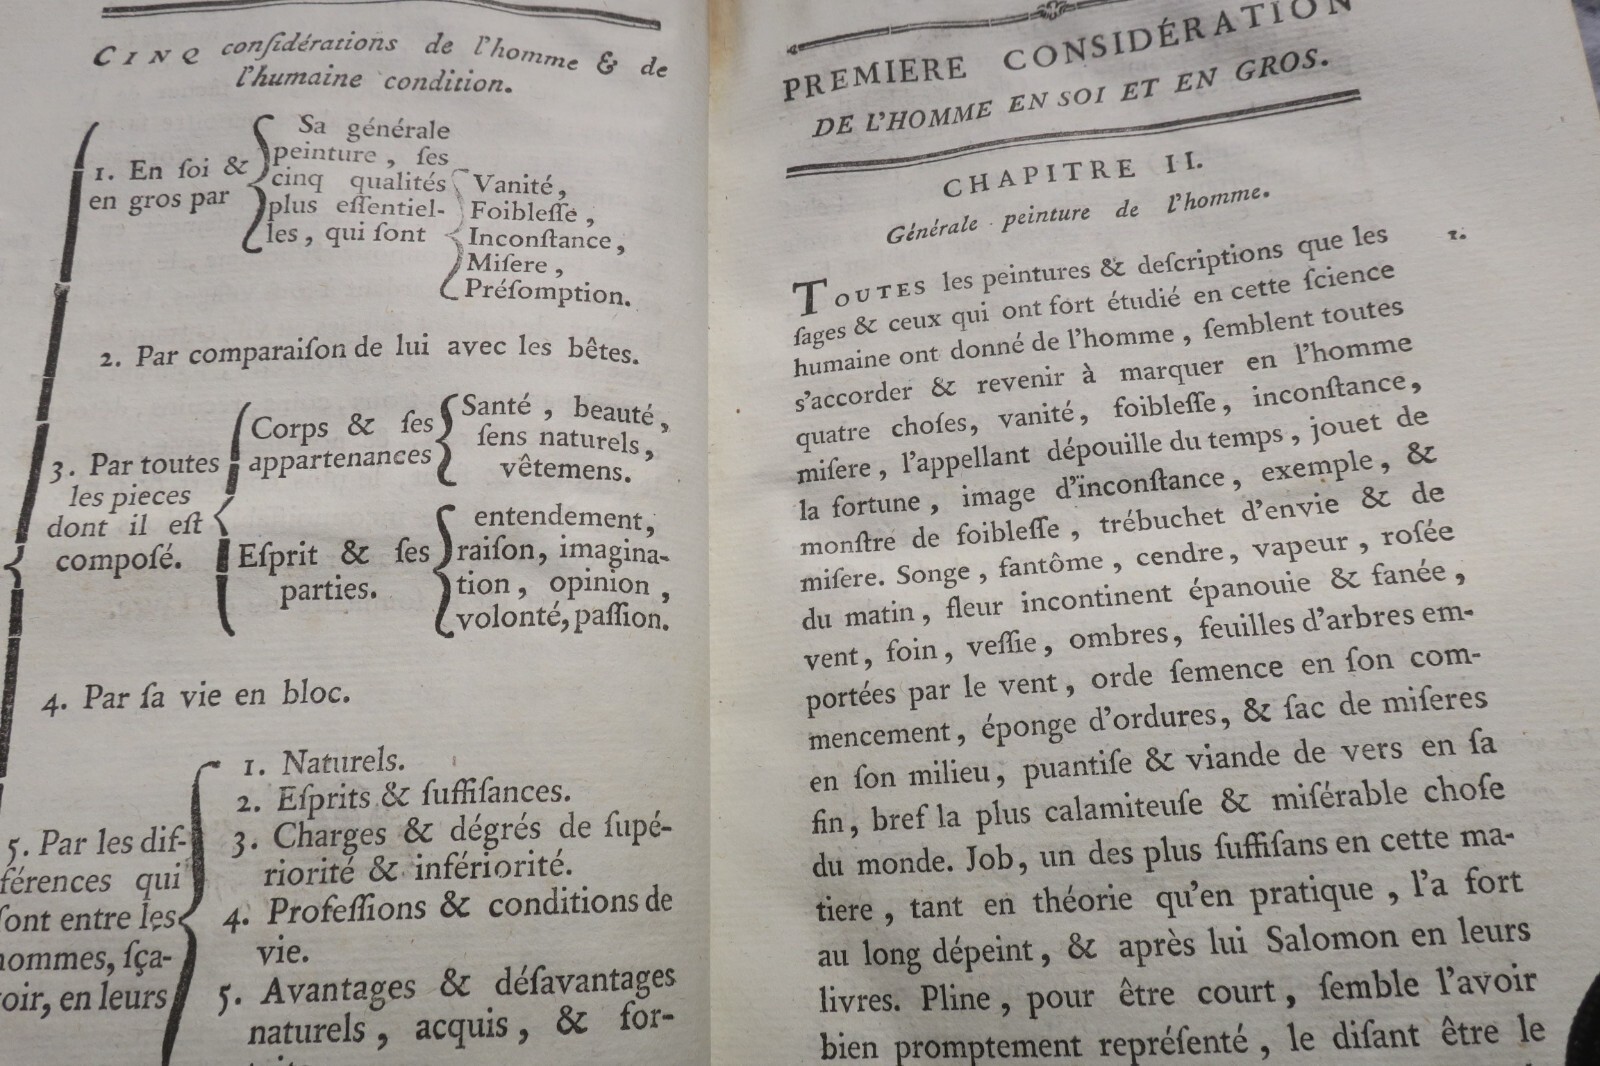 CINQ conſidérations de l'homme & de
l'humaine condition.
1. En ſoi &
en gros par
Sa générale
peinture, ſes
cinq qualités
plus eſſentiel-
les, qui ſont
Vanité,
Foibleſſe,
Inconſtance,
Miſere,
Préſomption.
2. Par comparaiſon de lui avec les bêtes.
3. Par toutes
les pieces
dont il eſt
compoſé.
Corps & ſes
appartenances
Santé, beauté,
ſens naturels,
vêtemens.
Eſprit & ſes
parties.
entendement,
raiſon, imagina-
tion, opinion,
volonté, paſſion.
4. Par ſa vie en bloc.
5. Par les dif-
férences qui
ſont entre les
hommes, ſça-
voir, en leurs
1. Naturels.
2. Eſprits & ſuffiſances.
3. Charges & dégrés de ſupé-
riorité & infériorité.
4. Profeſſions & conditions de
vie.
5. Avantages & déſavantages
naturels, acquis, & for-
PREMIERE CONSIDÉRATION
DE L'HOMME EN SOI ET EN GROS.
CHAPITRE II.
Générale peinture de l'homme.
TOUTES les peintures & deſcriptions que les
ſages & ceux qui ont fort étudié en cette ſcience
humaine ont donné de l'homme, ſemblent toutes
s'accorder & revenir à marquer en l'homme
quatre choſes, vanité, foibleſſe, inconſtance,
miſere, l'appellant dépouille du temps, jouet de
la fortune, image d'inconſtance, exemple, &
monſtre de foibleſſe, trébuchet d'envie & de
miſere. Songe, fantôme, cendre, vapeur, roſée
du matin, fleur incontinent épanouie & fanée,
vent, foin, veſſie, ombres, feuilles d'arbres em-
portées par le vent, orde ſemence en ſon com-
mencement, éponge d'ordures, & ſac de miſeres
en ſon milieu, puantiſe & viande de vers en ſa
fin, bref la plus calamiteuſe & miſérable choſe
du monde. Job, un des plus ſuffiſans en cette ma-
tiere, tant en théorie qu'en pratique, l'a fort
au long dépeint, & après lui Salomon en leurs
livres. Pline, pour être court, ſemble l'avoir
bien promptement repréſenté, le diſant être le
1.